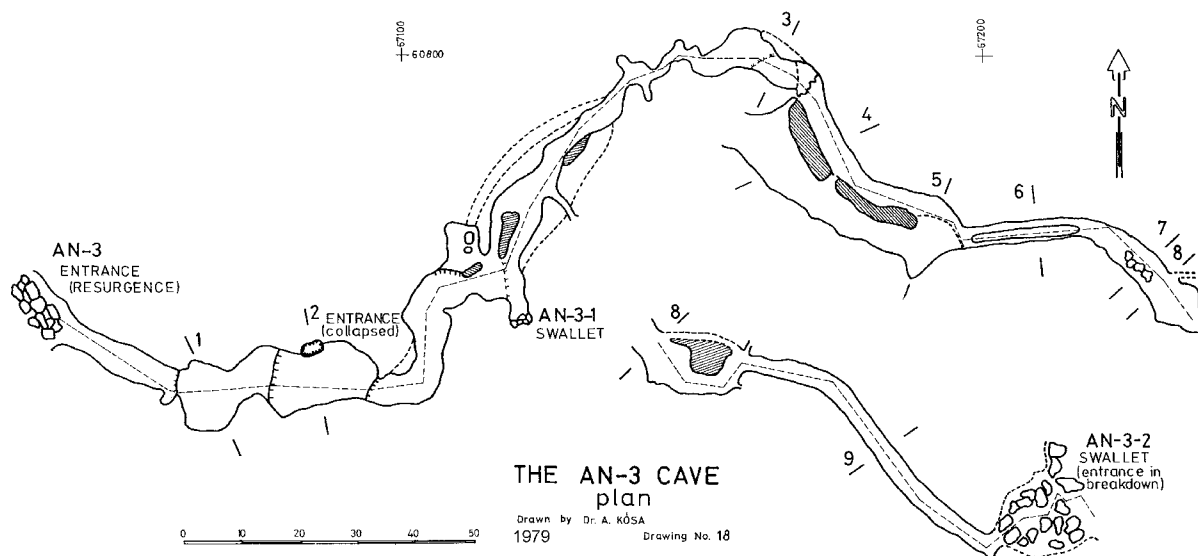 67100
60800
67200
3
4
5
6
7
8
N
AN-3
ENTRANCE
(RESURGENCE)
1
2 ENTRANCE
(collapsed)
AN-3-1
SWALLET
8
9
AN-3-2
SWALLET
(entrance in
breakdown)
THE AN-3 CAVE
plan
Drawn by Dr. A. KÓSA
1979 Drawing No. 18
0 10 20 30 40 50